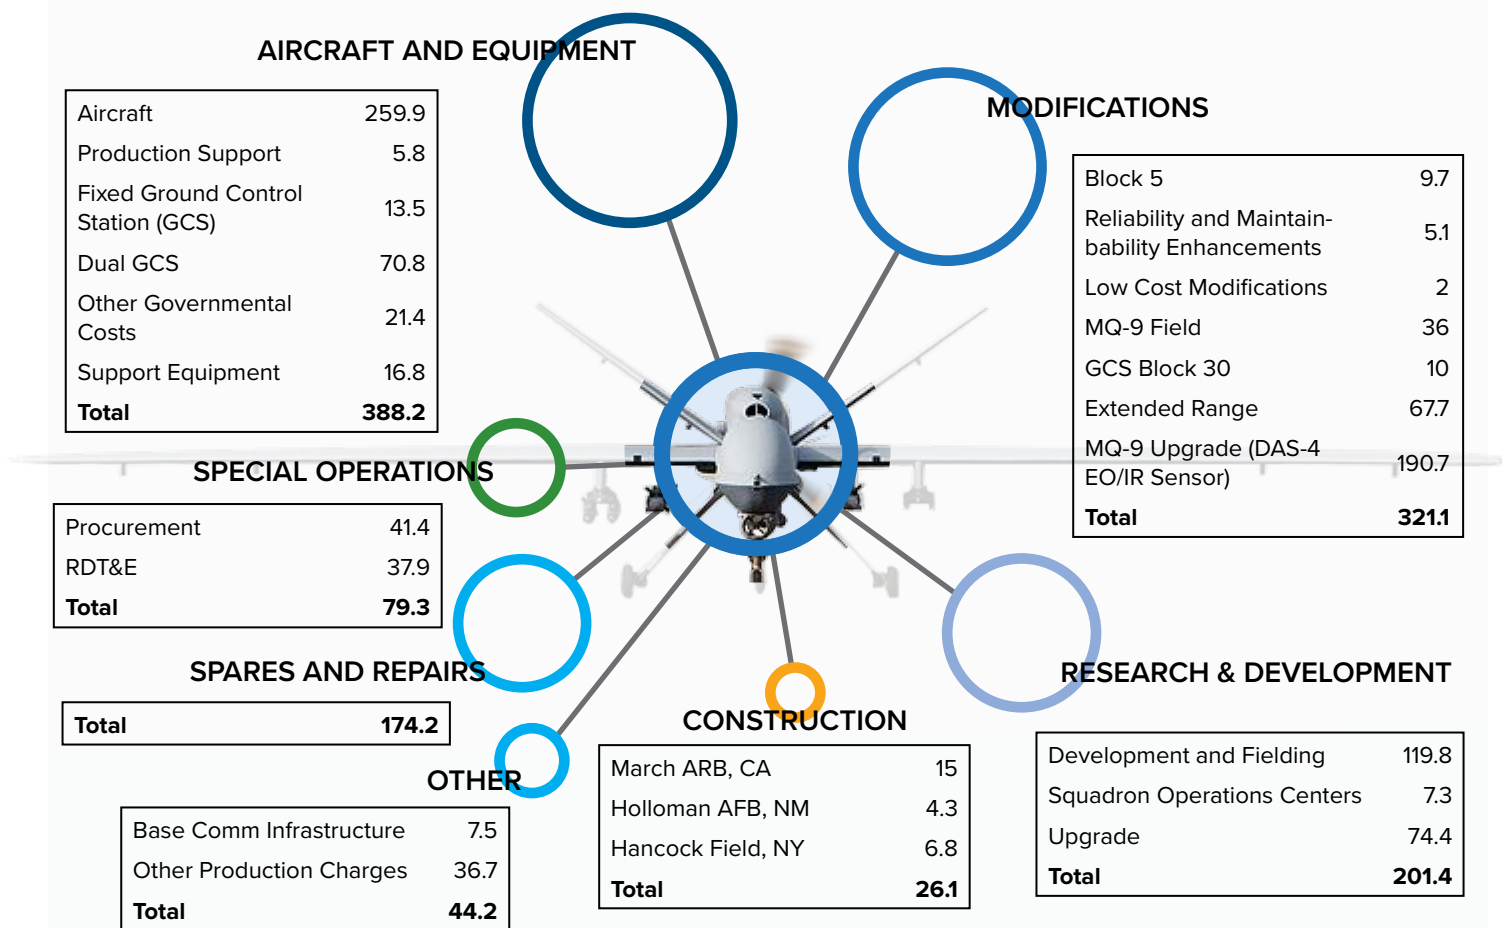 AIRCRAFT AND EQUIPMENT
Aircraft 259.9
Production Support 5.8
Fixed Ground Control
Station (GCS) 13.5
Dual GCS 70.8
Other Governmental
Costs 21.4
Support Equipment 16.8
Total 388.2
MODIFICATIONS
Block 5 9.7
Reliability and Maintain-
bability Enhancements 5.1
Low Cost Modifications 2
MQ-9 Field 36
GCS Block 30 10
Extended Range 67.7
MQ-9 Upgrade (DAS-4
EO/IR Sensor) 190.7
Total 321.1
SPECIAL OPERATIONS
Procurement 41.4
RDT&E 37.9
Total 79.3
SPARES AND REPAIRS
Total 174.2
OTHER
Base Comm Infrastructure 7.5
Other Production Charges 36.7
Total 44.2
CONSTRUCTION
March ARB, CA 15
Holloman AFB, NM 4.3
Hancock Field, NY 6.8
Total 26.1
RESEARCH & DEVELOPMENT
Development and Fielding 119.8
Squadron Operations Centers 7.3
Upgrade 74.4
Total 201.4